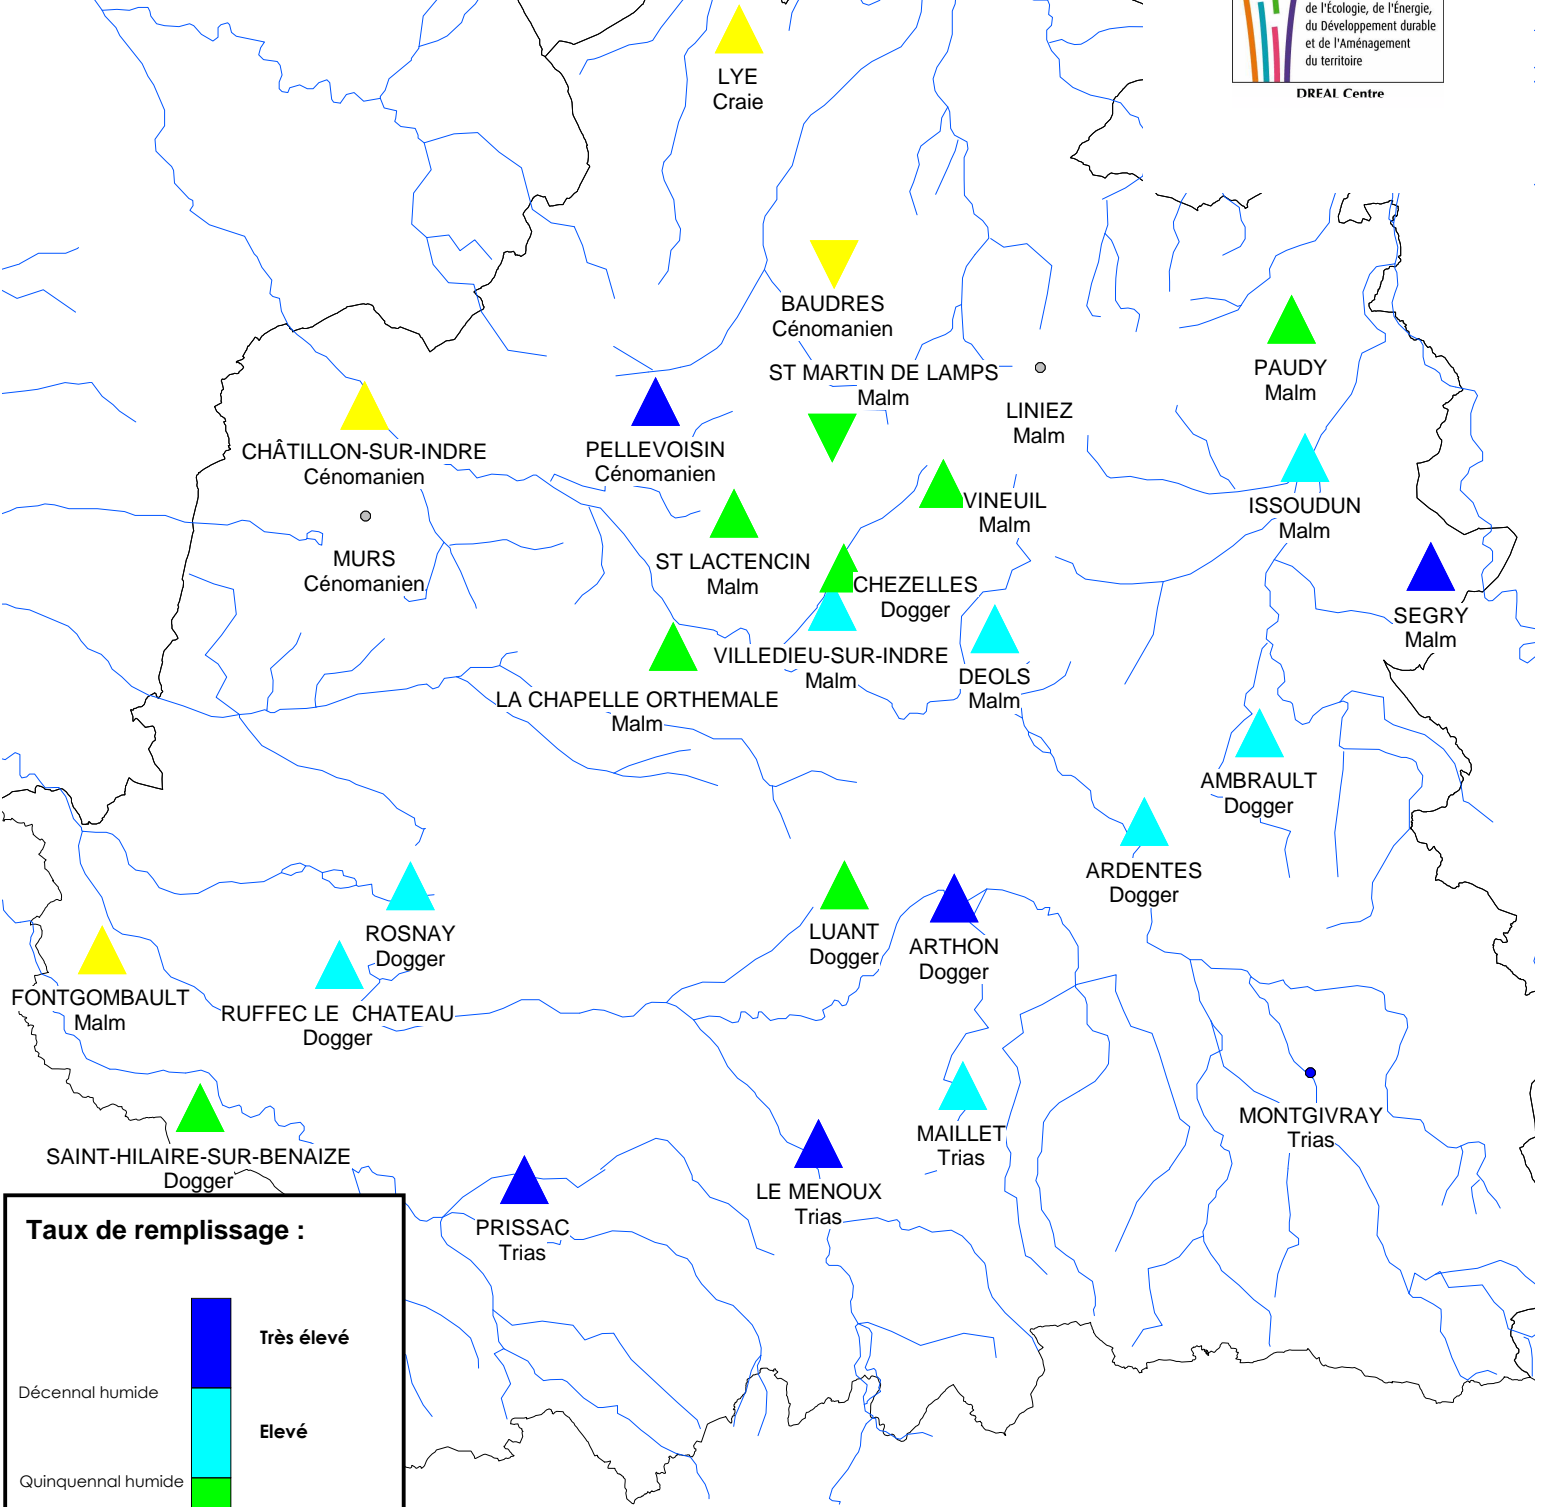 de l'Écologie, de l'Énergie,
du Développement durable
et de l'Aménagement
du territoire
DREAL Centre
LYE
Craie
BAUDRES
Cénomanien
ST MARTIN DE LAMPS
Malm
LINIEZ
Malm
PAUDY
Malm
CHÂTILLON-SUR-INDRE
Cénomanien
PELLEVOISIN
Cénomanien
VINEUIL
Malm
ISSOUDUN
Malm
MURS
Cénomanien
ST LACTENCIN
Malm
CHEZELLES
Dogger
SEGRY
Malm
VILLEDIEU-SUR-INDRE
Malm
DEOLS
Malm
LA CHAPELLE ORTHEMALE
Malm
AMBRAULT
Dogger
ARDENTES
Dogger
ROSNAY
Dogger
LUANT
Dogger
ARTHON
Dogger
FONTGOMBAULT
Malm
RUFFEC LE  CHATEAU
Dogger
MONTGIVRAY
Trias
MAILLET
Trias
SAINT-HILAIRE-SUR-BENAIZE
Dogger
LE MENOUX
Trias
PRISSAC
Trias
Taux de remplissage :
Très élevé
Décennal humide
Elevé
Quinquennal humide